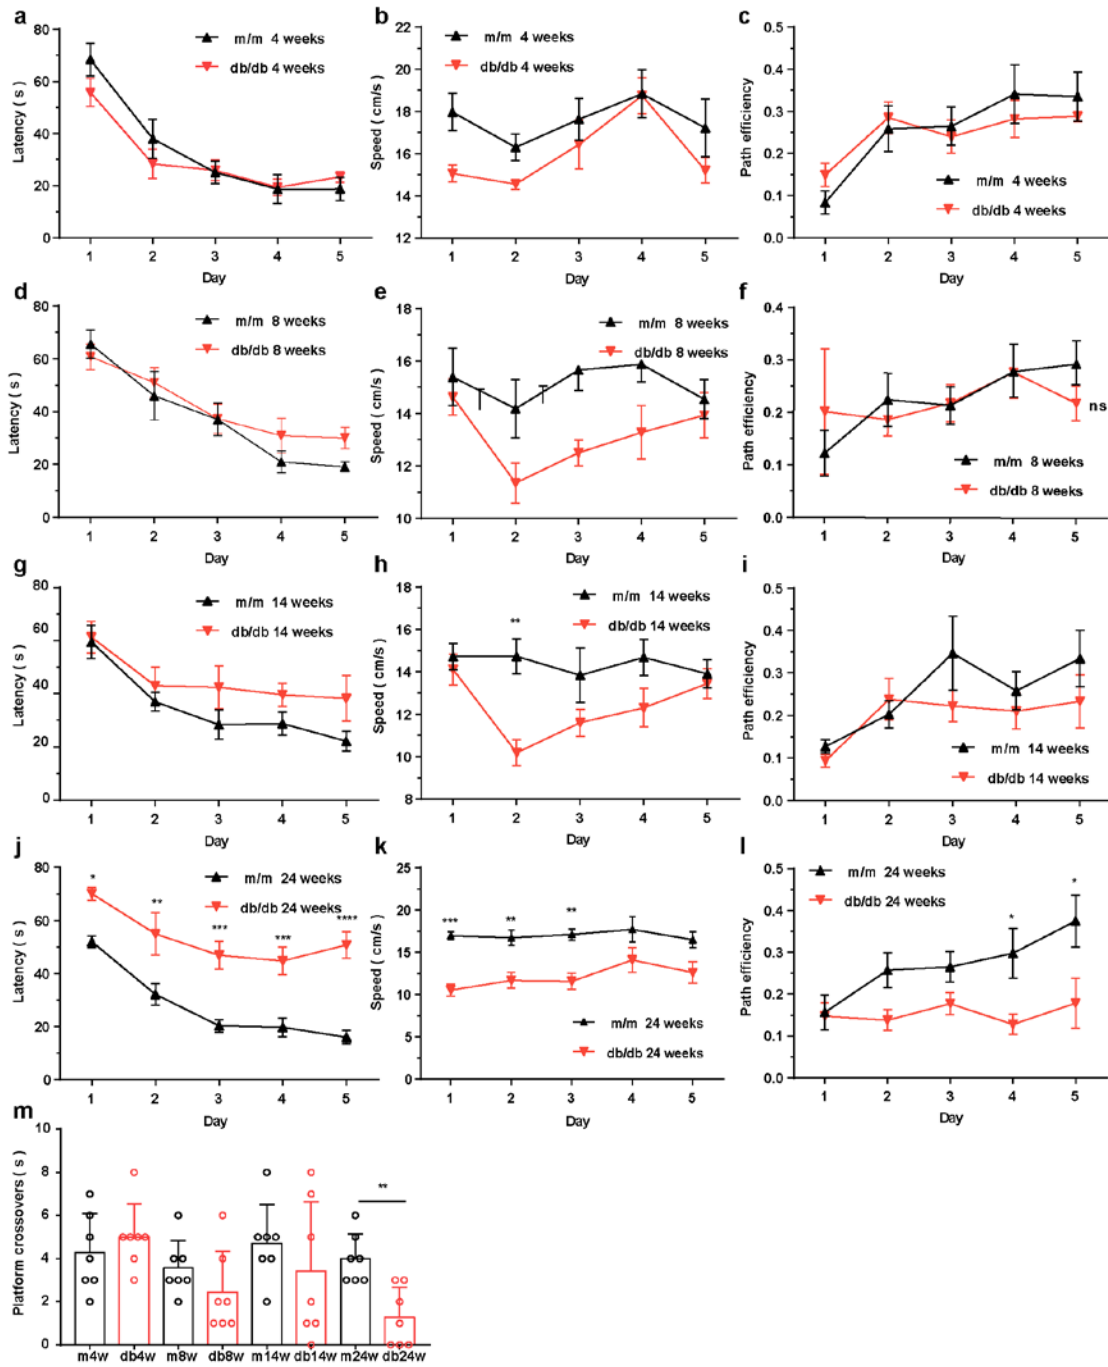 a
80
60
40
20
0
Latency ( s )
m/m 4 weeks
db/db 4 weeks
1 2 3 4 5
Day
b
22
20
18
16
14
12
Speed ( cm/s )
m/m 4 weeks
db/db 4 weeks
1 2 3 4 5
Day
c
0.5
0.4
0.3
0.2
0.1
0.0
Path efficiency
m/m 4 weeks
db/db 4 weeks
1 2 3 4 5
Day
d
80
60
40
20
0
Latency ( s )
m/m 8 weeks
db/db 8 weeks
1 2 3 4 5
Day
e
18
16
14
12
10
Speed ( cm/s )
m/m 8 weeks
db/db 8 weeks
1 2 3 4 5
Day
f
0.4
0.3
0.2
0.1
0.0
Path efficiency
ns
m/m 8 weeks
db/db 8 weeks
1 2 3 4 5
Day
g
80
60
40
20
0
Latency ( s )
m/m 14 weeks
db/db 14 weeks
1 2 3 4 5
Day
h
18
16
14
12
10
8
Speed ( cm/s )
m/m 14 weeks
db/db 14 weeks
**
1 2 3 4 5
Day
i
0.5
0.4
0.3
0.2
0.1
0.0
Path efficiency
m/m 14 weeks
db/db 14 weeks
1 2 3 4 5
Day
j
80
60
40
20
0
Latency ( s )
m/m 24 weeks
db/db 24 weeks
* ** *** *** ****
1 2 3 4 5
Day
k
25
20
15
10
5
0
Speed ( cm/s )
*** ** **
m/m 24 weeks
db/db 24 weeks
1 2 3 4 5
Day
l
0.5
0.4
0.3
0.2
0.1
0.0
Path efficiency
m/m 24 weeks
db/db 24 weeks
* *
1 2 3 4 5
Day
m
10
8
6
4
2
0
Platform crossovers ( s )
**
m4w db4w m8w db8w m14w db14w m24w db24w